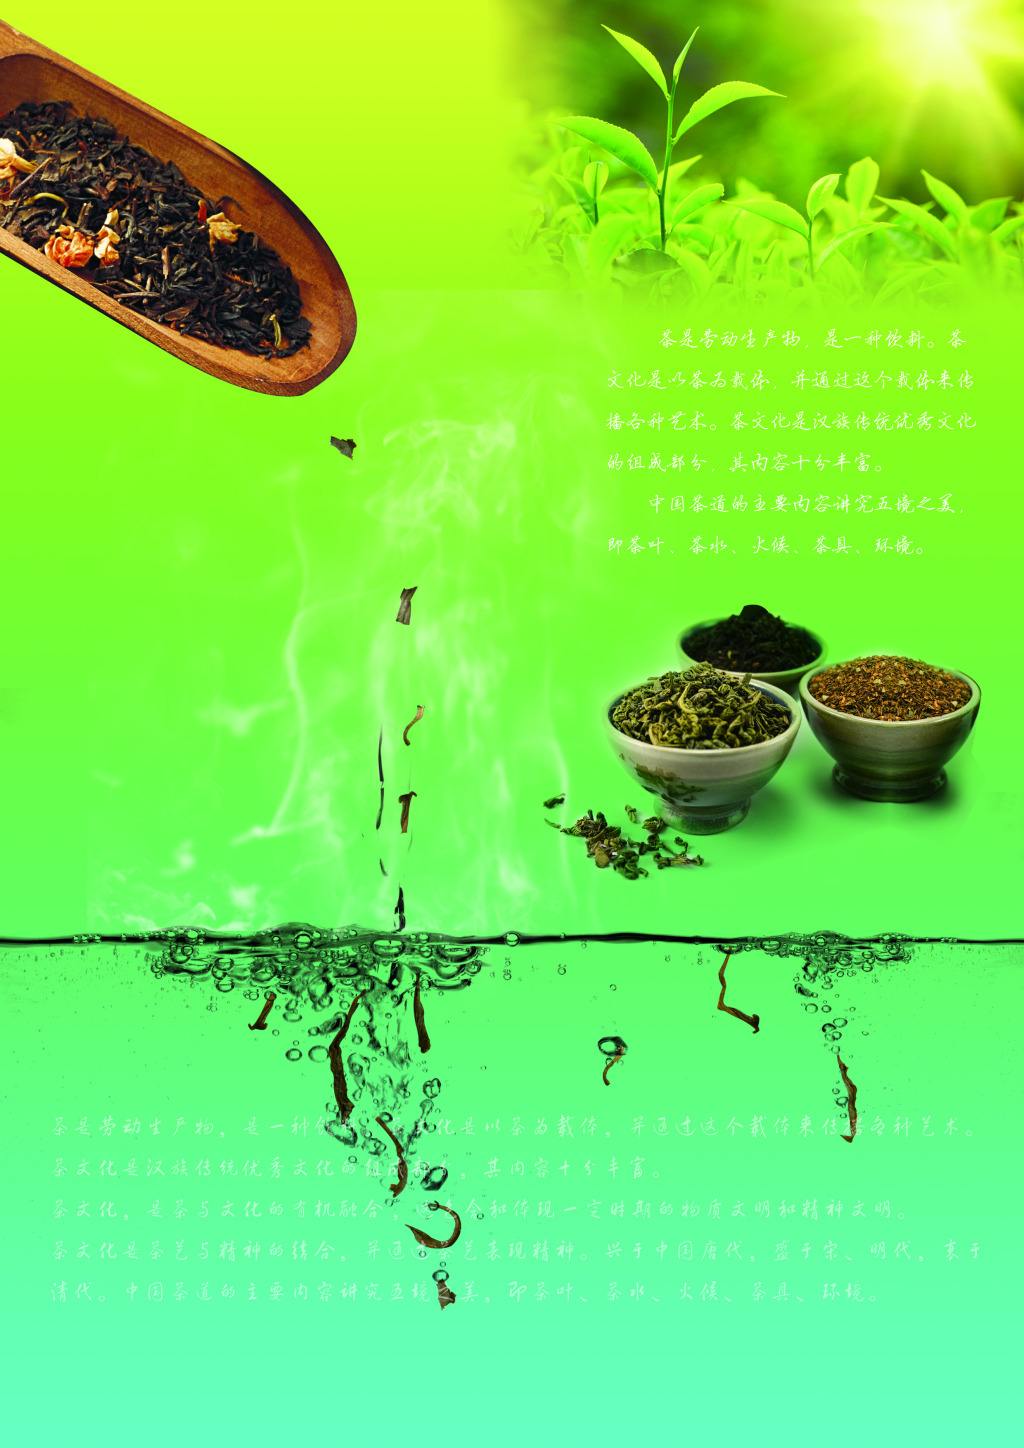 茶是劳动生产物，是一种饮料。茶
文化是以茶为载体，并通过这个载体来传
播各种艺术。茶文化是汉族传统优秀文化
的组成部分，其内容十分丰富。
中国茶道的主要内容讲究五境之美，
即茶叶、茶水、火候、茶具、环境。
茶是劳动生产物，是一种 文化是以茶为载体，并通过这个载体来传播各种艺术。
茶文化是汉族传统优秀文化的组成部分，其内容十分丰富。
茶文化，是茶与文化的有机融合， 和体现一定时期的物质文明和精神文明。
茶文化是茶艺与精神的结合，并通过茶艺表现精神。兴于中国唐代，盛于宋、明代，衰于
清代。中国茶道的主要内容讲究五境之美，即茶叶、茶水、火候、茶具、环境。